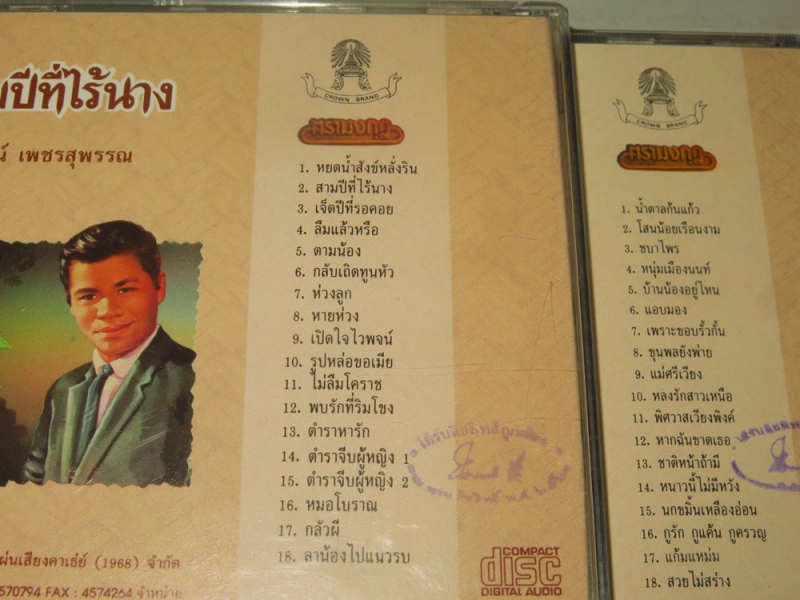 ปีที่ไร้นาง
เพชรสุพรรณ
CROWN BRAND
ตรามงกุฎ
1. หยดน้ำสังข์หลั่งริน
2. สามปีที่ไร้นาง
3. เจ็ดปีที่รอคอย
4. ลืมแล้วหรือ
5. ตามน้อง
6. กลับเถิดทูนหัว
7. ห่วงลูก
8. หายห่วง
9. เปิดใจไวพจน์
10. รูปหล่อขอเมีย
11. ไม่ลืมโคราช
12. พบรักที่ริมโขง
13. ตำราหารัก
14. ตำราจีบผู้หญิง 1
15. ตำราจีบผู้หญิง 2
16. หมอโบราณ
17. กลัวผี
18. ลาน้องไปแนวรบ
แผ่นเสียงคาเธ่ย์ (1968) จำกัด
570794 FAX : 4574264 จำหน่าย
COMPACT
disc
DIGITAL AUDIO
CROWN BRAND
ตรามงกุฎ
1. น้ำตาลก้นแก้ว
2. โสนน้อยเรือนงาม
3. ชบาไพร
4. หนุ่มเมืองนนท์
5. บ้านน้องอยู่ไหน
6. แอบมอง
7. เพราะขอบรั้วกั้น
8. ขุนพลยังพ่าย
9. แม่ศรีเวียง
10. หลงรักสาวเหนือ
11. พิศวาสเวียงพิงค์
12. หากฉันขาดเธอ
13. ชาติหน้าถ้ามี
14. หนาวนี้ไม่มีหวัง
15. นกขมิ้นเหลืองอ่อน
16. กูรัก กูแค้น กูครวญ
17. แก้มแหม่ม
18. สวยไม่สร่าง